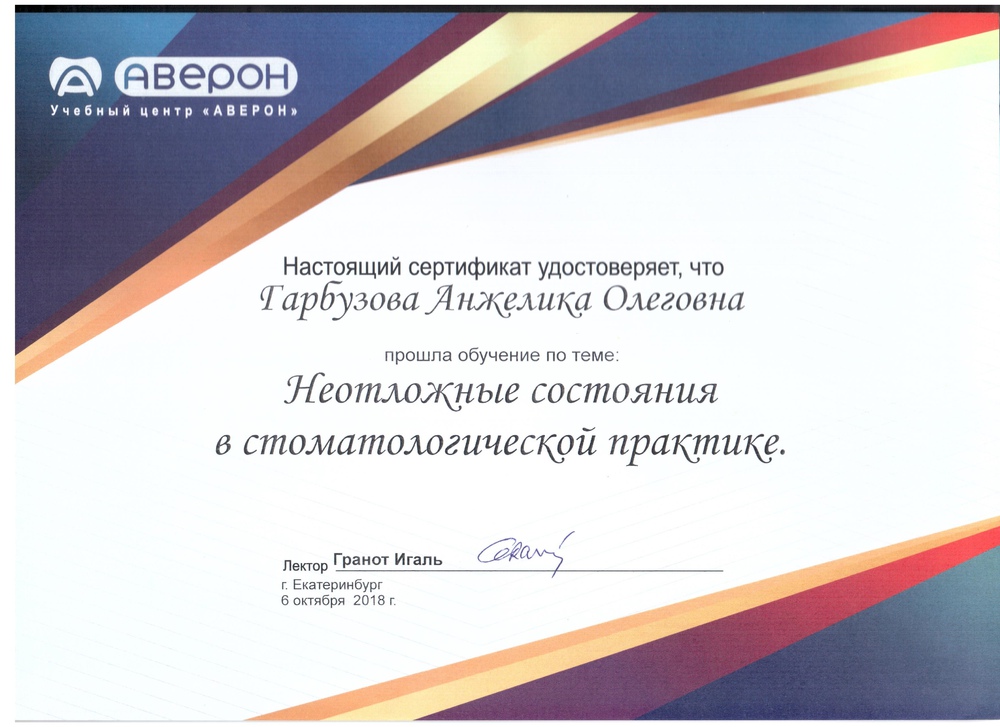 АВЕРОН
Учебный центр «АВЕРОН»
Настоящий сертификат удостоверяет, что
Гарбузова Анжелика Олеговна
прошла обучение по теме:
Неотложные состояния
в стоматологической практике.
Лектор Гранот Игаль
г. Екатеринбург
6 октября 2018 г.